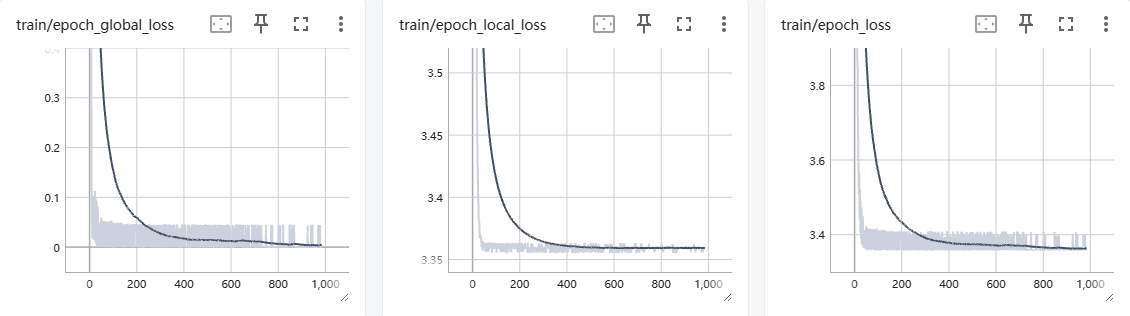 train/epoch_global_loss
0.4
0.3
0.2
0.1
0
0 200 400 600 800 1,000
train/epoch_local_loss
3.5
3.45
3.4
3.35
0 200 400 600 800 1,000
train/epoch_loss
3.8
3.6
3.4
0 200 400 600 800 1,000